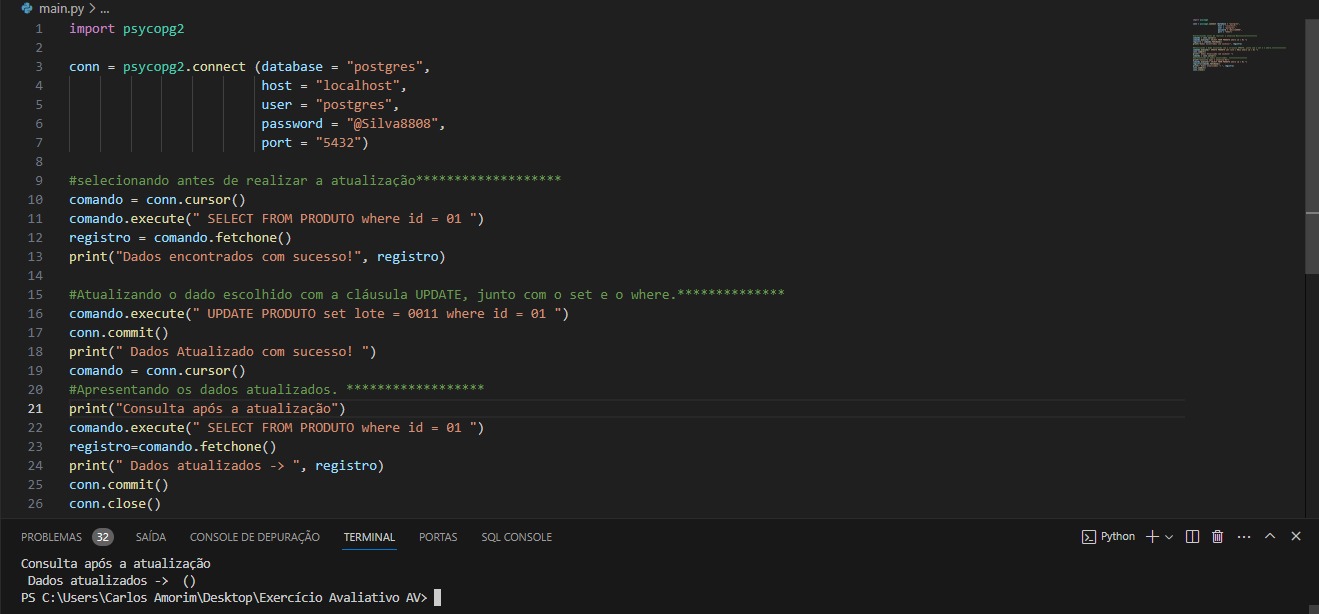 main.py > ...
1 import psycopg2
2
3 conn = psycopg2.connect (database = "postgres",
4 host = "localhost",
5 user = "postgres",
6 password = "@Silva8808",
7 port = "5432")
8
9 #selecionando antes de realizar a atualização*******************
10 comando = conn.cursor()
11 comando.execute(" SELECT FROM PRODUTO where id = 01 ")
12 registro = comando.fetchone()
13 print("Dados encontrados com sucesso!", registro)
14
15 #Atualizando o dado escolhido com a cláusula UPDATE, junto com o set e o where.**************
16 comando.execute(" UPDATE PRODUTO set lote = 0011 where id = 01 ")
17 conn.commit()
18 print(" Dados Atualizado com sucesso! ")
19 comando = conn.cursor()
20 #Apresentando os dados atualizados. ******************
21 print("Consulta após a atualização")
22 comando.execute(" SELECT FROM PRODUTO where id = 01 ")
23 registro=comando.fetchone()
24 print(" Dados atualizados -> ", registro)
25 conn.commit()
26 conn.close()
PROBLEMAS 32 SAÍDA CONSOLE DE DEPURAÇÃO TERMINAL PORTAS SQL CONSOLE Python
Consulta após a atualização
Dados atualizados -> ()
PS C:\Users\Carlos Amorim\Desktop\Exercício Avaliativo AV>